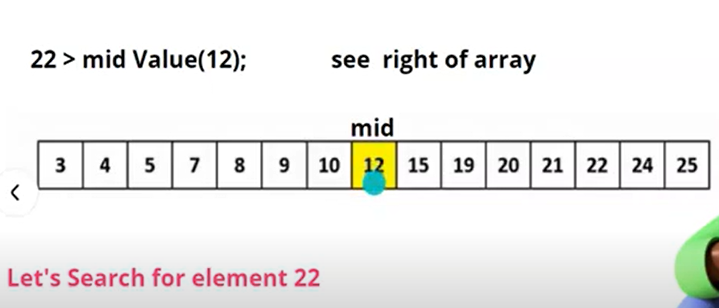 22 > mid Value(12);   see right of array
mid
3 4 5 7 8 9 10 12 15 19 20 21 22 24 25
Let's Search for element 22